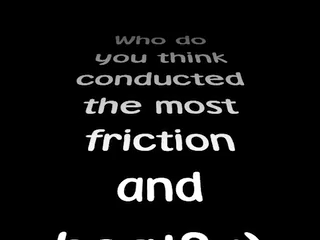 Who do
you think
conducted
the most
friction
and